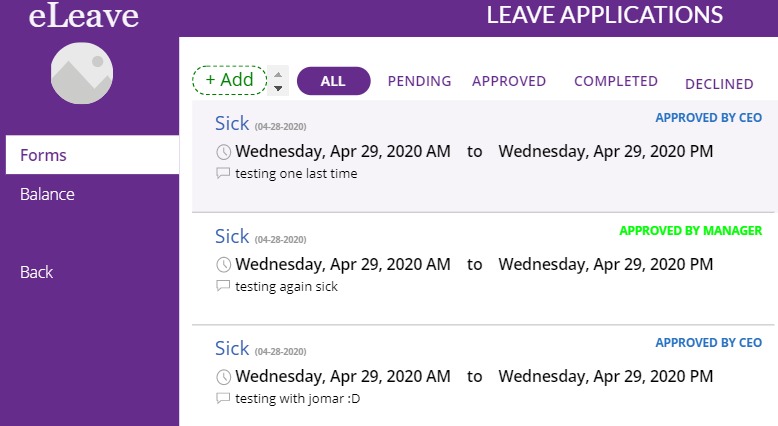 eLeave
LEAVE APPLICATIONS
+ Add
ALL
PENDING
APPROVED
COMPLETED
DECLINED
Forms
Balance
Back
Sick (04-28-2020)
APPROVED BY CEO
Wednesday, Apr 29, 2020 AM to Wednesday, Apr 29, 2020 PM
testing one last time
Sick (04-28-2020)
APPROVED BY MANAGER
Wednesday, Apr 29, 2020 AM to Wednesday, Apr 29, 2020 PM
testing again sick
Sick (04-28-2020)
APPROVED BY CEO
Wednesday, Apr 29, 2020 AM to Wednesday, Apr 29, 2020 PM
testing with jomar :D